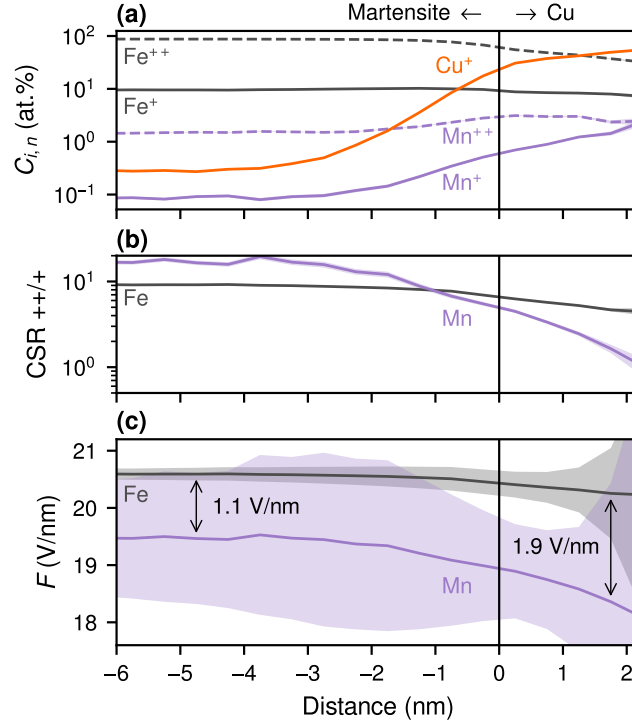 (a)
Martensite ← → Cu
10²
Fe⁺⁺
Cu⁺
10¹
Fe⁺
10⁰
Mn⁺⁺
Mn⁺
10⁻¹
C_{i, n} (at.%)
(b)
10¹
Fe
Mn
10⁰
CSR ++/+
(c)
21
Fe
20
1.1 V/nm
1.9 V/nm
19
Mn
18
F (V/nm)
−6 −5 −4 −3 −2 −1 0 1 2
Distance (nm)